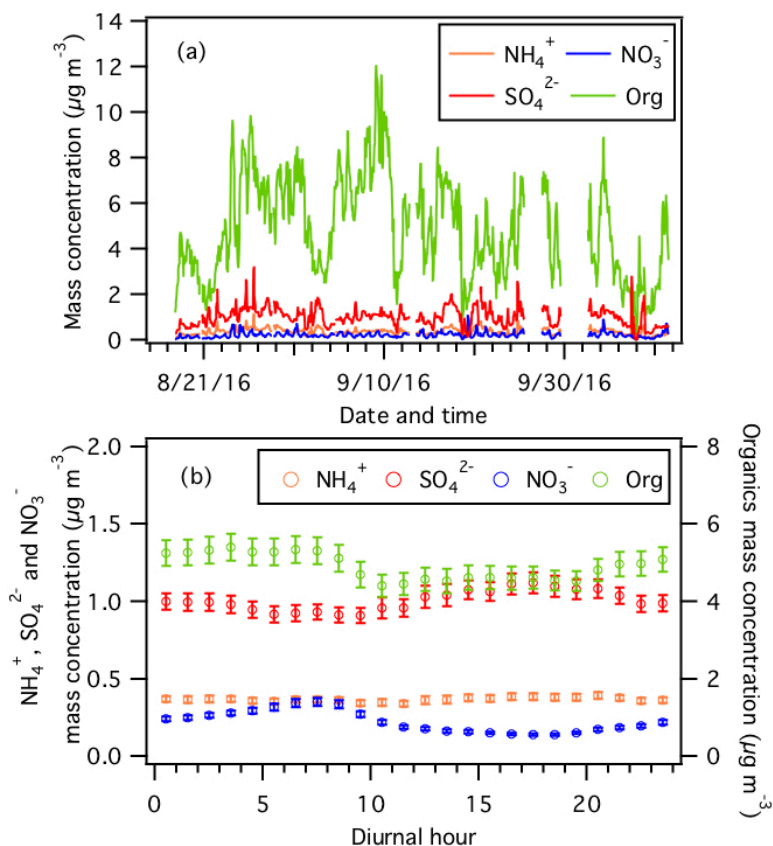 (a)
NH₄⁺ NO₃⁻
SO₄²⁻ Org
Mass concentration (µg m⁻³)
14
12
10
8
6
4
2
0
8/21/16 9/10/16 9/30/16
Date and time
(b)
NH₄⁺ SO₄²⁻ NO₃⁻ Org
NH₄⁺, SO₄²⁻ and NO₃⁻
mass concentration (µg m⁻³)
2.0
1.5
1.0
0.5
0.0
Organics mass concentration (µg m⁻³)
8
6
4
2
0
0 5 10 15 20
Diurnal hour